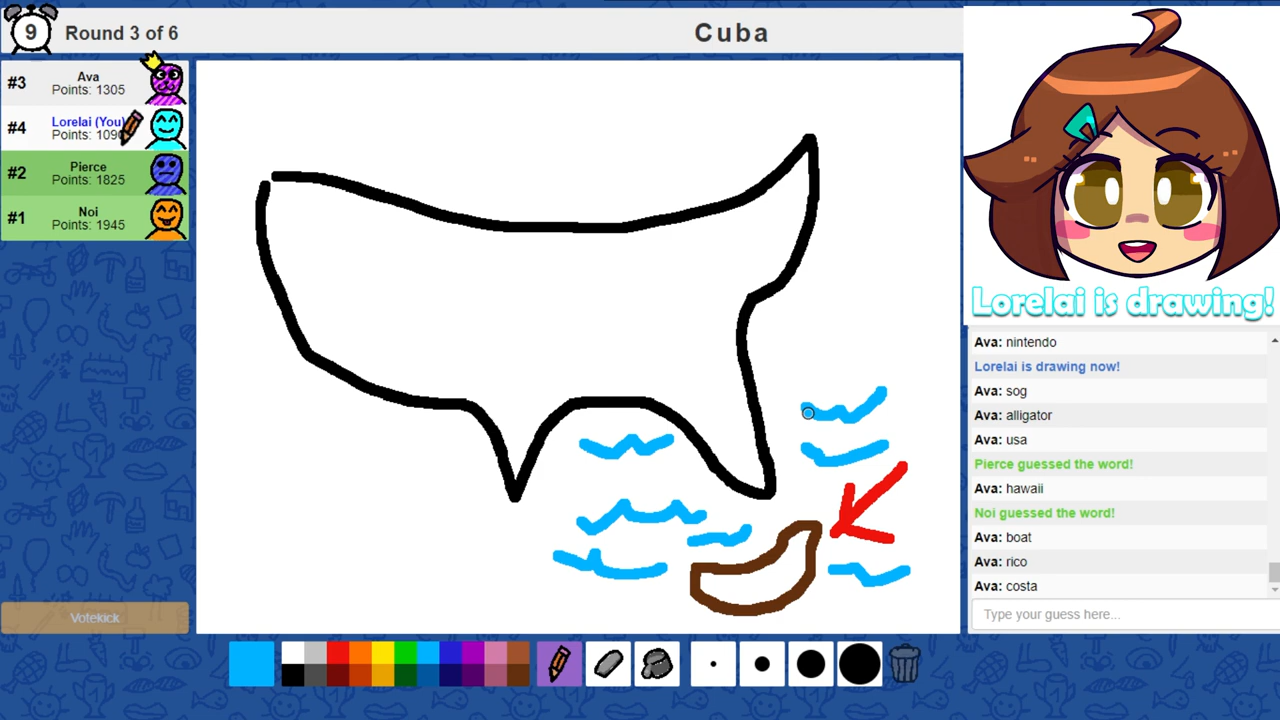 9
Round 3 of 6
Cuba
#3
Ava
Points: 1305
#4
Lorelai (You)
Points: 1090
#2
Pierce
Points: 1825
#1
Noi
Points: 1945
Votekick
Lorelai is drawing!
Ava: nintendo
Lorelai is drawing now!
Ava: sog
Ava: alligator
Ava: usa
Pierce guessed the word!
Ava: hawaii
Noi guessed the word!
Ava: boat
Ava: rico
Ava: costa
Type your guess here...